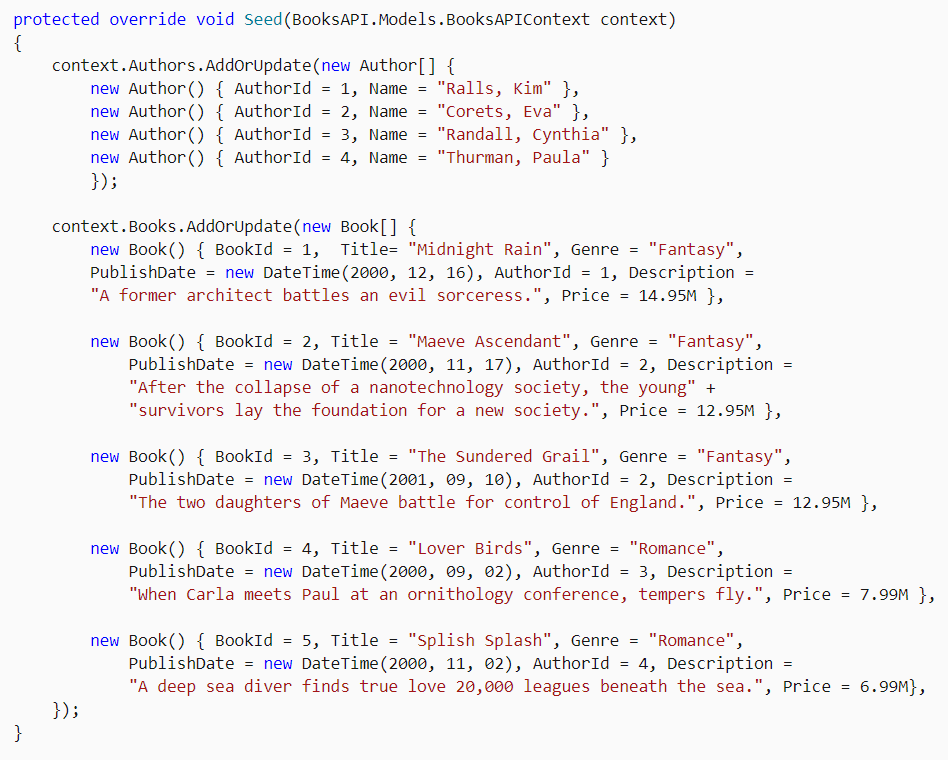 protected override void Seed(BooksAPI.Models.BooksAPIContext context)
{
    context.Authors.AddOrUpdate(new Author[] {
        new Author() { AuthorId = 1, Name = "Ralls, Kim" },
        new Author() { AuthorId = 2, Name = "Corets, Eva" },
        new Author() { AuthorId = 3, Name = "Randall, Cynthia" },
        new Author() { AuthorId = 4, Name = "Thurman, Paula" }
        });

    context.Books.AddOrUpdate(new Book[] {
        new Book() { BookId = 1,  Title= "Midnight Rain", Genre = "Fantasy",
        PublishDate = new DateTime(2000, 12, 16), AuthorId = 1, Description =
        "A former architect battles an evil sorceress.", Price = 14.95M },

        new Book() { BookId = 2, Title = "Maeve Ascendant", Genre = "Fantasy",
            PublishDate = new DateTime(2000, 11, 17), AuthorId = 2, Description =
            "After the collapse of a nanotechnology society, the young" +
            "survivors lay the foundation for a new society.", Price = 12.95M },

        new Book() { BookId = 3, Title = "The Sundered Grail", Genre = "Fantasy",
            PublishDate = new DateTime(2001, 09, 10), AuthorId = 2, Description =
            "The two daughters of Maeve battle for control of England.", Price = 12.95M },

        new Book() { BookId = 4, Title = "Lover Birds", Genre = "Romance",
            PublishDate = new DateTime(2000, 09, 02), AuthorId = 3, Description =
            "When Carla meets Paul at an ornithology conference, tempers fly.", Price = 7.99M },

        new Book() { BookId = 5, Title = "Splish Splash", Genre = "Romance",
            PublishDate = new DateTime(2000, 11, 02), AuthorId = 4, Description =
            "A deep sea diver finds true love 20,000 leagues beneath the sea.", Price = 6.99M},
    });
}